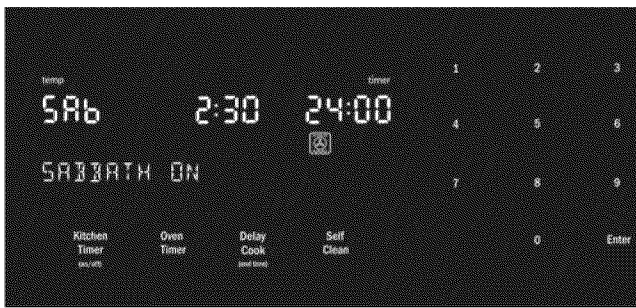 temp timer
SAb 2:30 24:00
SABBATH ON
Kitchen Timer (on/off)
Oven Timer
Delay Cook (end time)
Self Clean
1 2 3
4 5 6
7 8 9
0 Enter